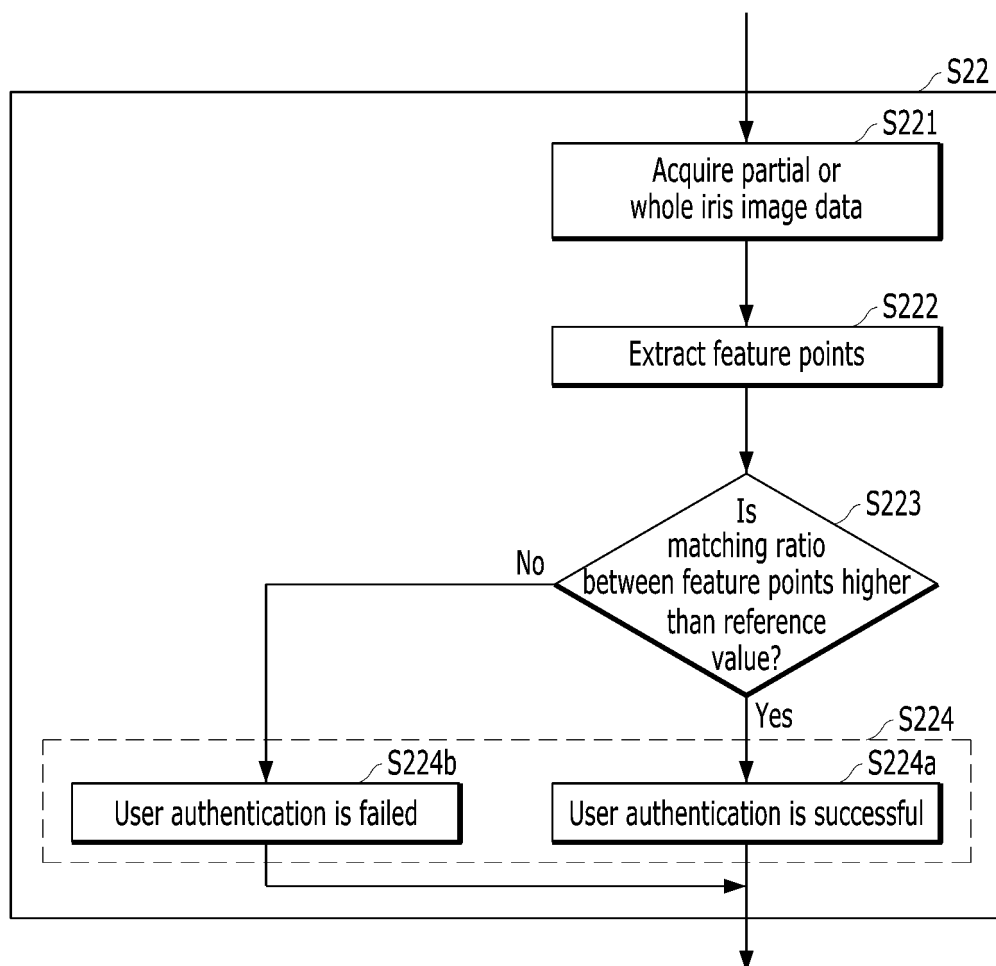 S22
S221
Acquire partial or
whole iris image data
S222
Extract feature points
S223
Is
matching ratio
between feature points higher
than reference
value?
No
Yes
S224
S224b
User authentication is failed
S224a
User authentication is successful